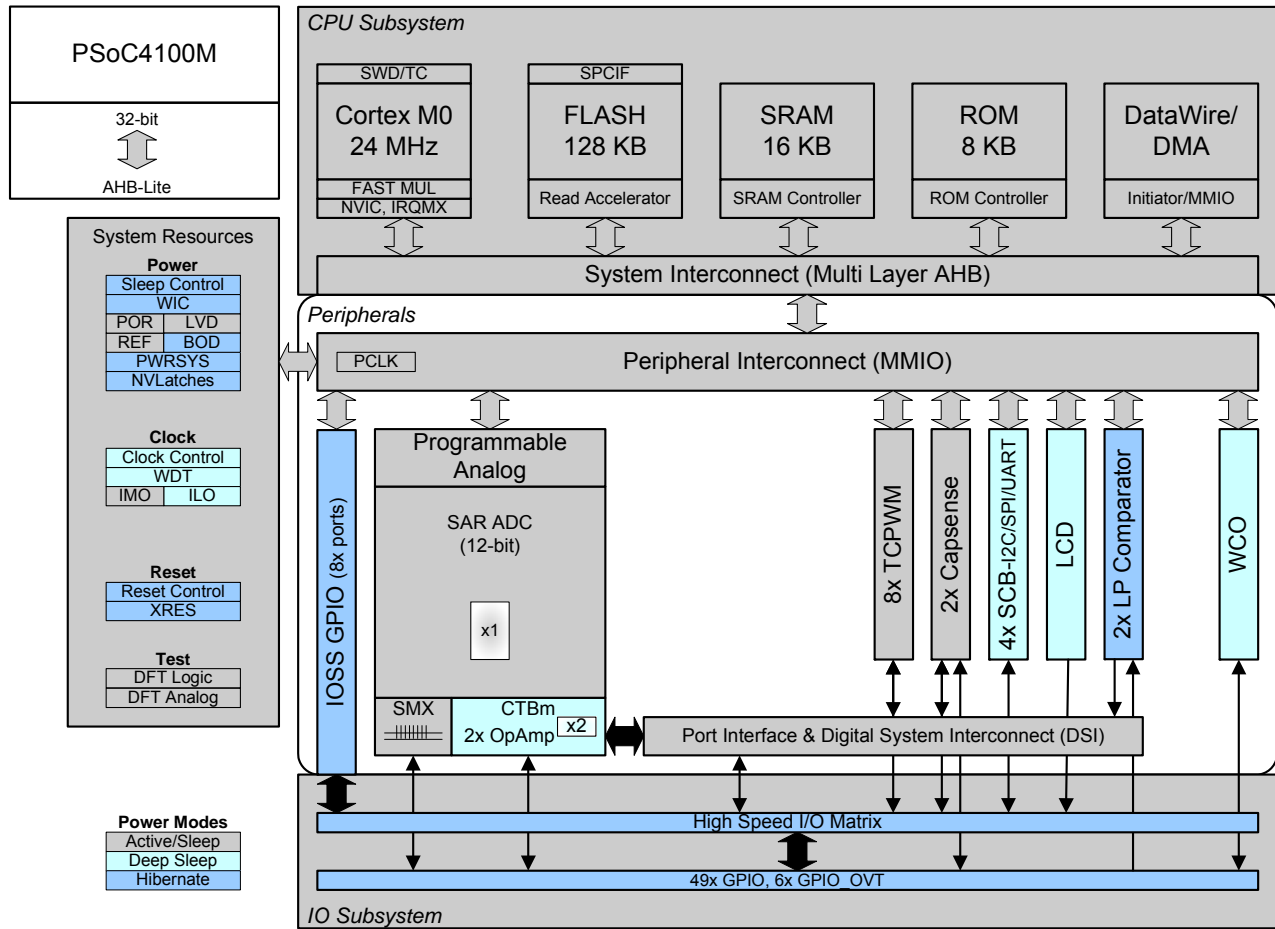 PSoC4100M
32-bit
AHB-Lite
CPU Subsystem
SWD/TC
Cortex M0
24 MHz
FAST MUL
NVIC, IRQMX
SPCIF
FLASH
128 KB
Read Accelerator
SRAM
16 KB
SRAM Controller
ROM
8 KB
ROM Controller
DataWire/
DMA
Initiator/MMIO
System Interconnect (Multi Layer AHB)
System Resources
Power
Sleep Control
WIC
POR LVD
REF BOD
PWRSYS
NVLatches
Clock
Clock Control
WDT
IMO ILO
Reset
Reset Control
XRES
Test
DFT Logic
DFT Analog
Peripherals
PCLK
Peripheral Interconnect (MMIO)
IOSS GPIO (8x ports)
Programmable
Analog
SAR ADC
(12-bit)
x1
SMX
CTBm
2x OpAmp
x2
8x TCPWM
2x Capsense
4x SCB-I2C/SPI/UART
LCD
2x LP Comparator
WCO
Port Interface & Digital System Interconnect (DSI)
High Speed I/O Matrix
49x GPIO, 6x GPIO_OVT
IO Subsystem
Power Modes
Active/Sleep
Deep Sleep
Hibernate